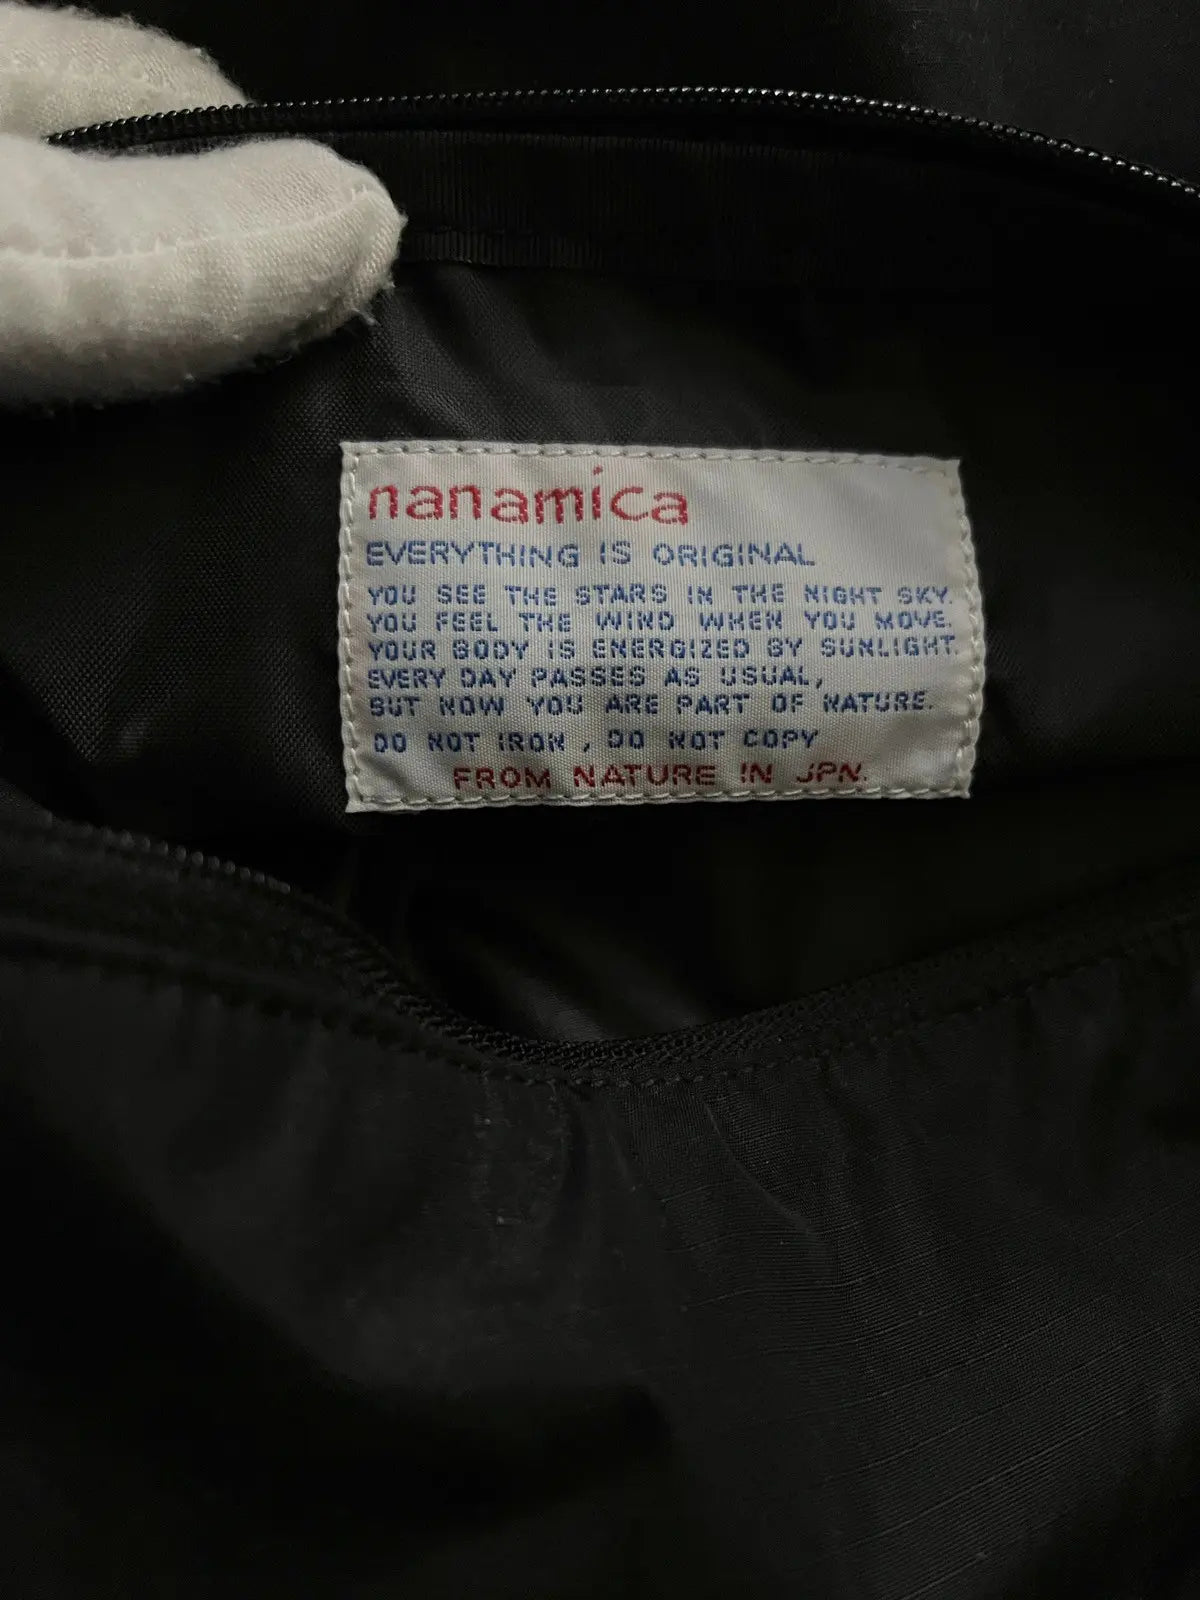 nanamica
EVERYTHING IS ORIGINAL
YOU SEE THE STARS IN THE NIGHT SKY.
YOU FEEL THE WIND WHEN YOU MOVE.
YOUR BODY IS ENERGIZED BY SUNLIGHT.
EVERY DAY PASSES AS USUAL,
BUT NOW YOU ARE PART OF NATURE.
DO NOT IRON , DO NOT COPY
FROM NATURE IN JPN.